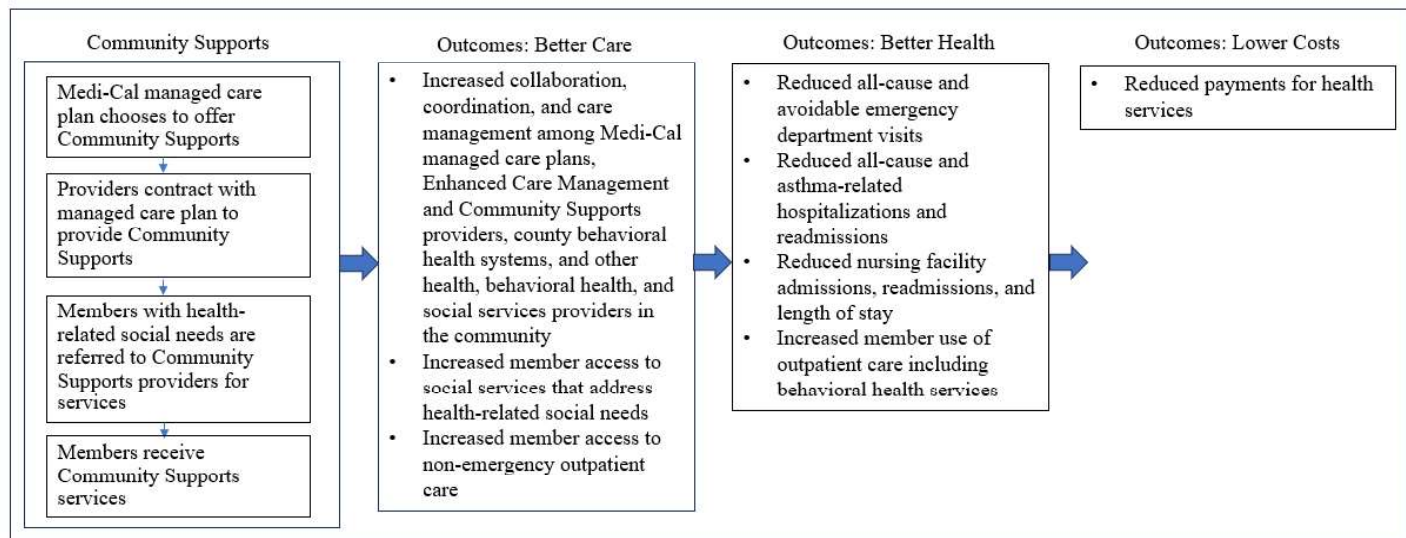 Community Supports
Medi-Cal managed care
plan chooses to offer
Community Supports
Providers contract with
managed care plan to
provide Community
Supports
Members with health-
related social needs are
referred to Community
Supports providers for
services
Members receive
Community Supports
services
Outcomes: Better Care
• Increased collaboration,
coordination, and care
management among Medi-Cal
managed care plans,
Enhanced Care Management
and Community Supports
providers, county behavioral
health systems, and other
health, behavioral health, and
social services providers in
the community
• Increased member access to
social services that address
health-related social needs
• Increased member access to
non-emergency outpatient
care
Outcomes: Better Health
• Reduced all-cause and
avoidable emergency
department visits
• Reduced all-cause and
asthma-related
hospitalizations and
readmissions
• Reduced nursing facility
admissions, readmissions, and
length of stay
• Increased member use of
outpatient care including
behavioral health services
Outcomes: Lower Costs
• Reduced payments for health
services